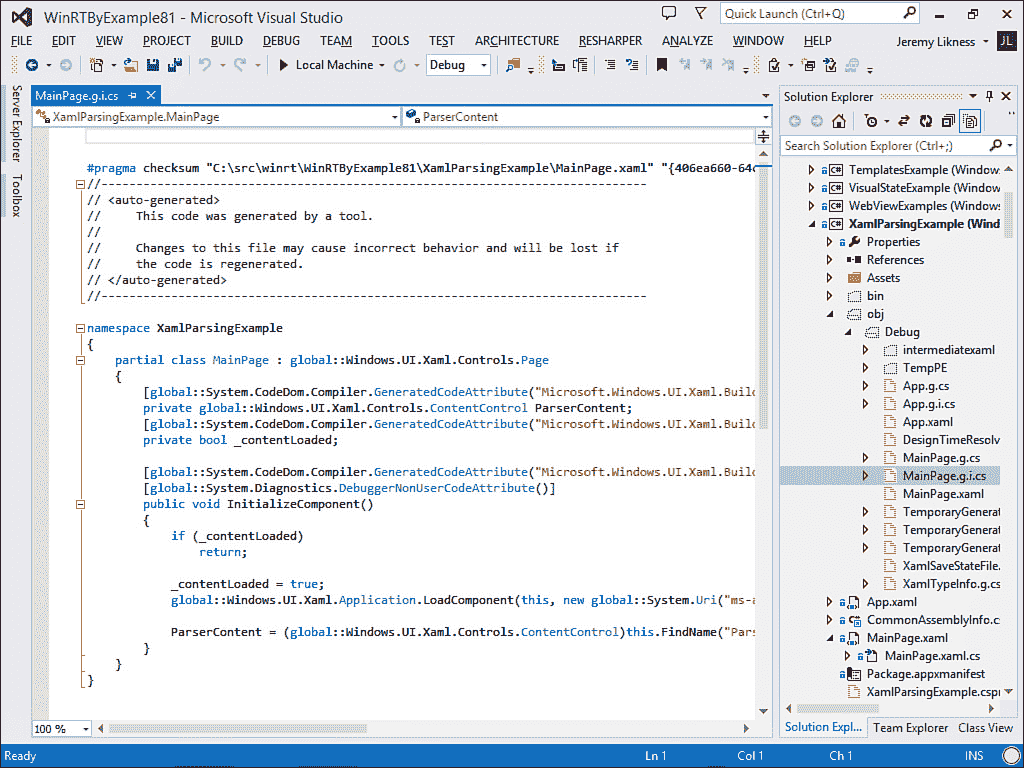 WinRTByExample81 - Microsoft Visual Studio
Quick Launch (Ctrl+Q)
FILE EDIT VIEW PROJECT BUILD DEBUG TEAM TOOLS TEST ARCHITECTURE RESHARPER ANALYZE WINDOW HELP Jeremy Likness JL
Local Machine Debug
Server Explorer
Toolbox
MainPage.g.i.cs
XamlParsingExample.MainPage ParserContent
#pragma checksum "C:\src\winrt\WinRTByExample81\XamlParsingExample\MainPage.xaml" "{406ea660-64c
//------------------------------------------------------------------------------
// <auto-generated>
//     This code was generated by a tool.
//
//     Changes to this file may cause incorrect behavior and will be lost if
//     the code is regenerated.
// </auto-generated>
//------------------------------------------------------------------------------
namespace XamlParsingExample
{
    partial class MainPage : global::Windows.UI.Xaml.Controls.Page
    {
        [global::System.CodeDom.Compiler.GeneratedCodeAttribute("Microsoft.Windows.UI.Xaml.Build
        private global::Windows.UI.Xaml.Controls.ContentControl ParserContent;
        [global::System.CodeDom.Compiler.GeneratedCodeAttribute("Microsoft.Windows.UI.Xaml.Build
        private bool _contentLoaded;
        [global::System.CodeDom.Compiler.GeneratedCodeAttribute("Microsoft.Windows.UI.Xaml.Build
        [global::System.Diagnostics.DebuggerNonUserCodeAttribute()]
        public void InitializeComponent()
        {
            if (_contentLoaded)
                return;
            _contentLoaded = true;
            global::Windows.UI.Xaml.Application.LoadComponent(this, new global::System.Uri("ms-a
            ParserContent = (global::Windows.UI.Xaml.Controls.ContentControl)this.FindName("Pars
        }
    }
}
100 %
Solution Explorer
Search Solution Explorer (Ctrl+;)
C# TemplatesExample (Window
C# VisualStateExample (Window
C# WebViewExamples (Windows
C# XamlParsingExample (Wind
Properties
References
Assets
bin
obj
Debug
intermediatexaml
TempPE
App.g.cs
App.g.i.cs
App.xaml
DesignTimeResolv
MainPage.g.cs
MainPage.g.i.cs
MainPage.xaml
TemporaryGenerat
TemporaryGenerat
TemporaryGenerat
XamlSaveStateFile.
XamlTypeInfo.g.cs
App.xaml
CommonAssemblyInfo.c
MainPage.xaml
MainPage.xaml.cs
Package.appxmanifest
XamlParsingExample.cspr
Solution Expl... Team Explorer Class View
Ready Ln 1 Col 1 Ch 1 INS